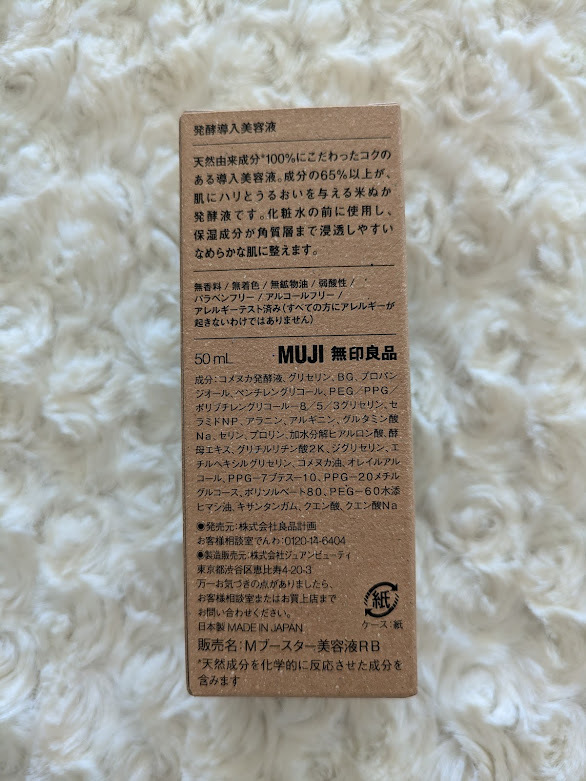 発酵導入美容液
天然由来成分*100%にこだわったコクの
ある導入美容液。成分の65%以上が、
肌にハリとうるおいを与える米ぬか
発酵液です。化粧水の前に使用し、
保湿成分が角質層まで浸透しやすい
なめらかな肌に整えます。
無香料 / 無着色 / 無鉱物油 / 弱酸性 /
パラベンフリー / アルコールフリー /
アレルギーテスト済み(すべての方にアレルギーが
起きないわけではありません)
50mL MUJI 無印良品
成分:コメヌカ発酵液、グリセリン、BG、プロパン
ジオール、ペンチレングリコール、PEG/PPG/
ポリブチレングリコール-8/5/3グリセリン、セ
ラミドNP、アラニン、アルギニン、グルタミン酸
Na、セリン、プロリン、加水分解ヒアルロン酸、酵
母エキス、グリチルリチン酸2K、ジグリセリン、エ
チルヘキシルグリセリン、コメヌカ油、オレイルアル
コール、PPG-7ブテス-10、PPG-20メチル
グルコース、ポリソルベート80、PEG-60水添
ヒマシ油、キサンタンガム、クエン酸、クエン酸Na
●発売元:株式会社良品計画
お客様相談室でんわ:0120-14-6404
●製造販売元:株式会社ジュアンビューティ
東京都渋谷区恵比寿4-20-3
万一お気づきの点がありましたら、
お客様相談室またはお買上店まで
お問い合わせください。
日本製 MADE IN JAPAN
紙
ケース:紙
販売名:Mブースター美容液RB
*天然成分を化学的に反応させた成分を
含みます